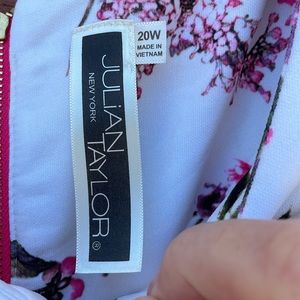 JULIAN TAYLOR
NEW YORK
®
20W
MADE IN
VIETNAM